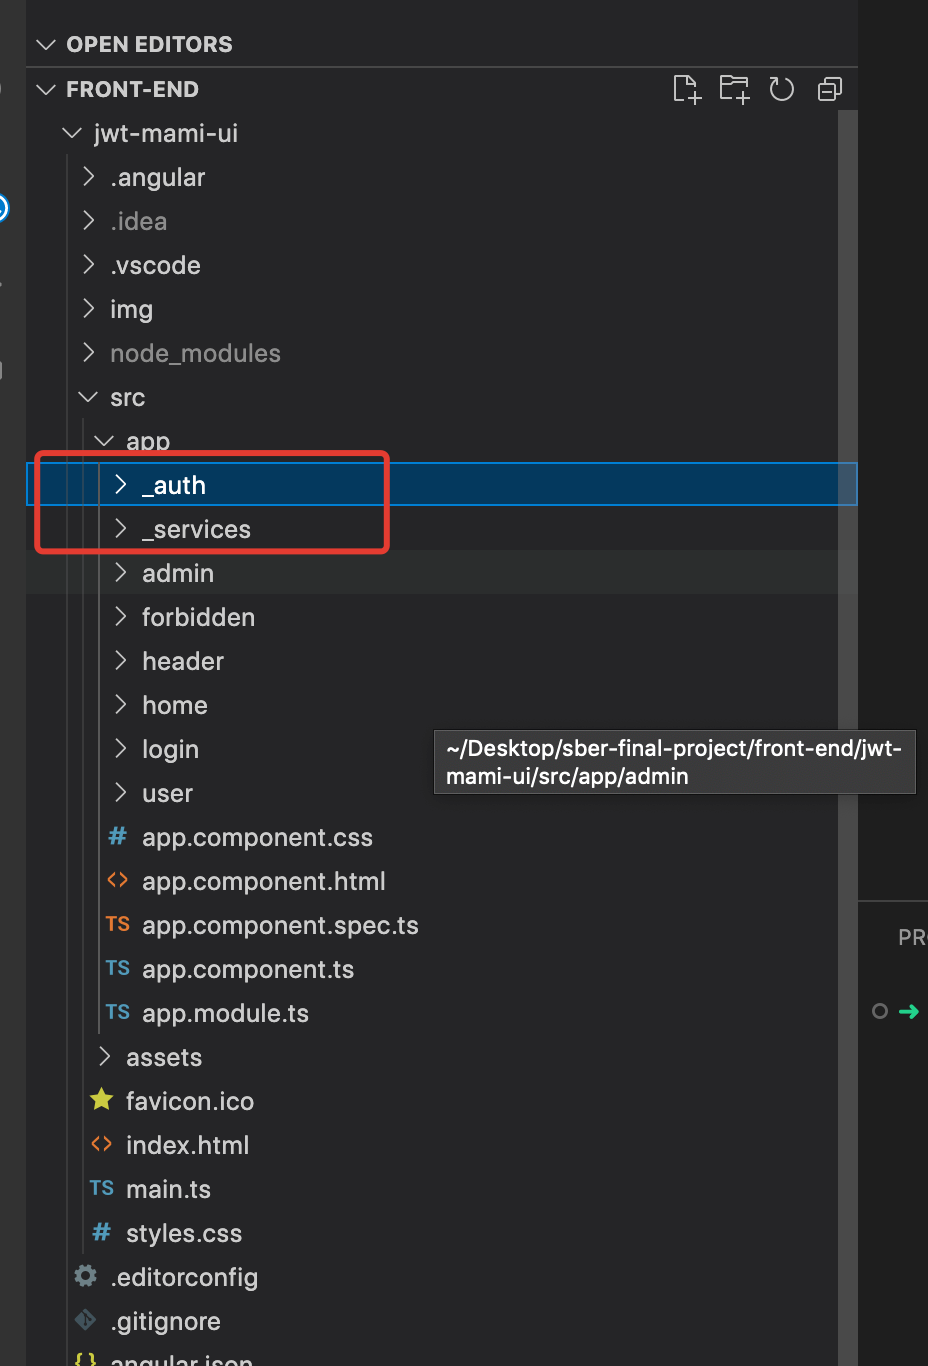 OPEN EDITORS
FRONT-END
jwt-mami-ui
.angular
.idea
.vscode
img
node_modules
src
app
_auth
_services
admin
forbidden
header
home
login
~/Desktop/sber-final-project/front-end/jwt-
mami-ui/src/app/admin
user
# app.component.css
<> app.component.html
TS app.component.spec.ts
PR
TS app.component.ts
TS app.module.ts
assets
favicon.ico
<> index.html
TS main.ts
# styles.css
.editorconfig
.gitignore
{} angular.json